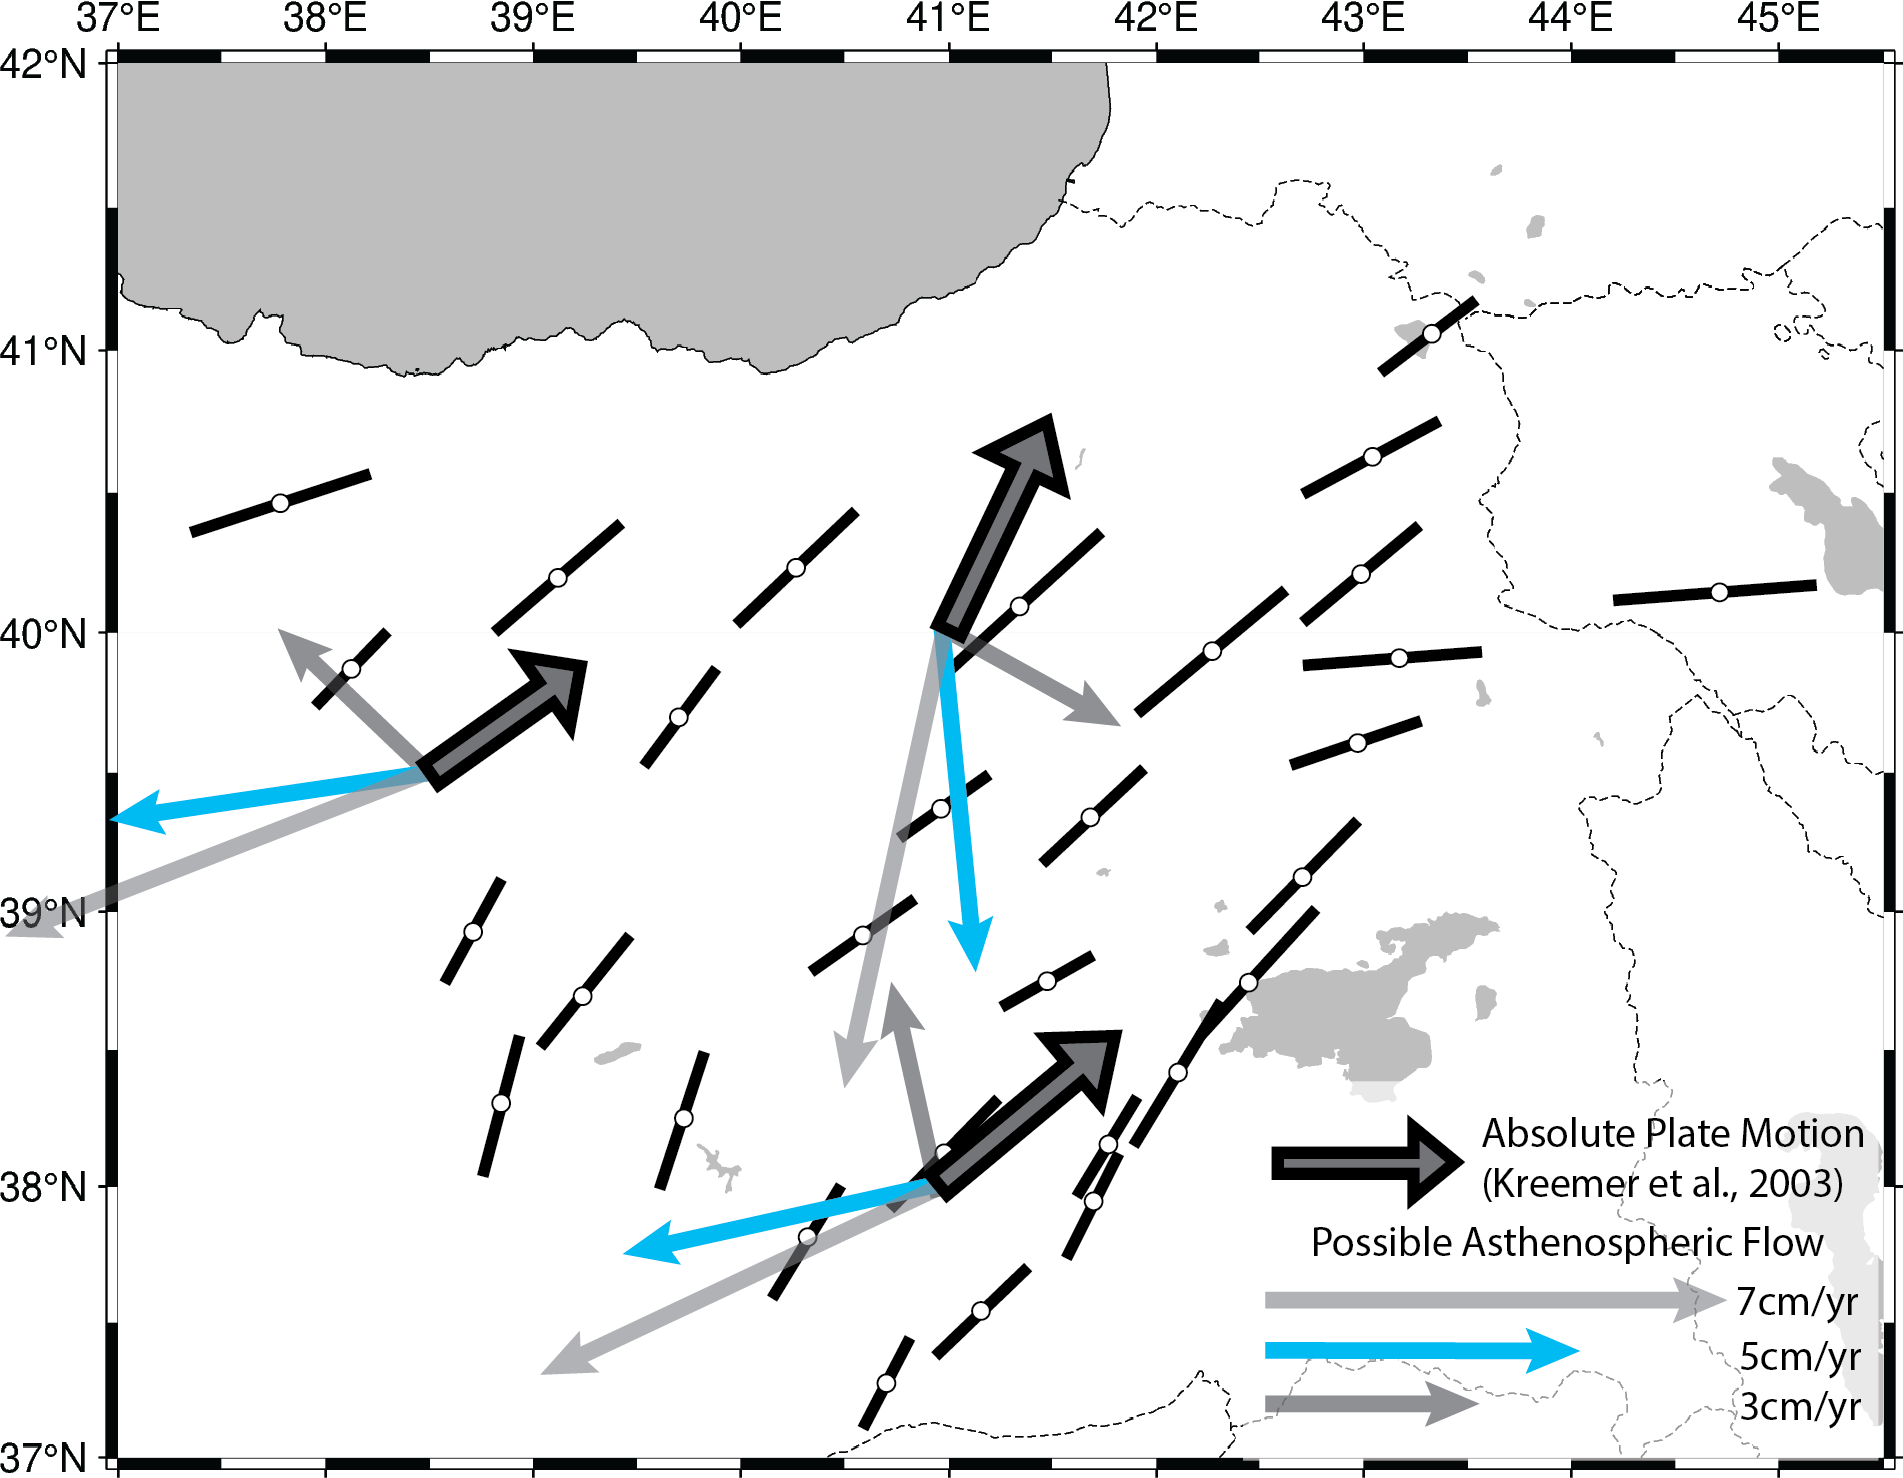 37°E 38°E 39°E 40°E 41°E 42°E 43°E 44°E 45°E
42°N
41°N
40°N
39°N
38°N
37°N
Absolute Plate Motion
(Kreemer et al., 2003)
Possible Asthenospheric Flow
7cm/yr
5cm/yr
3cm/yr